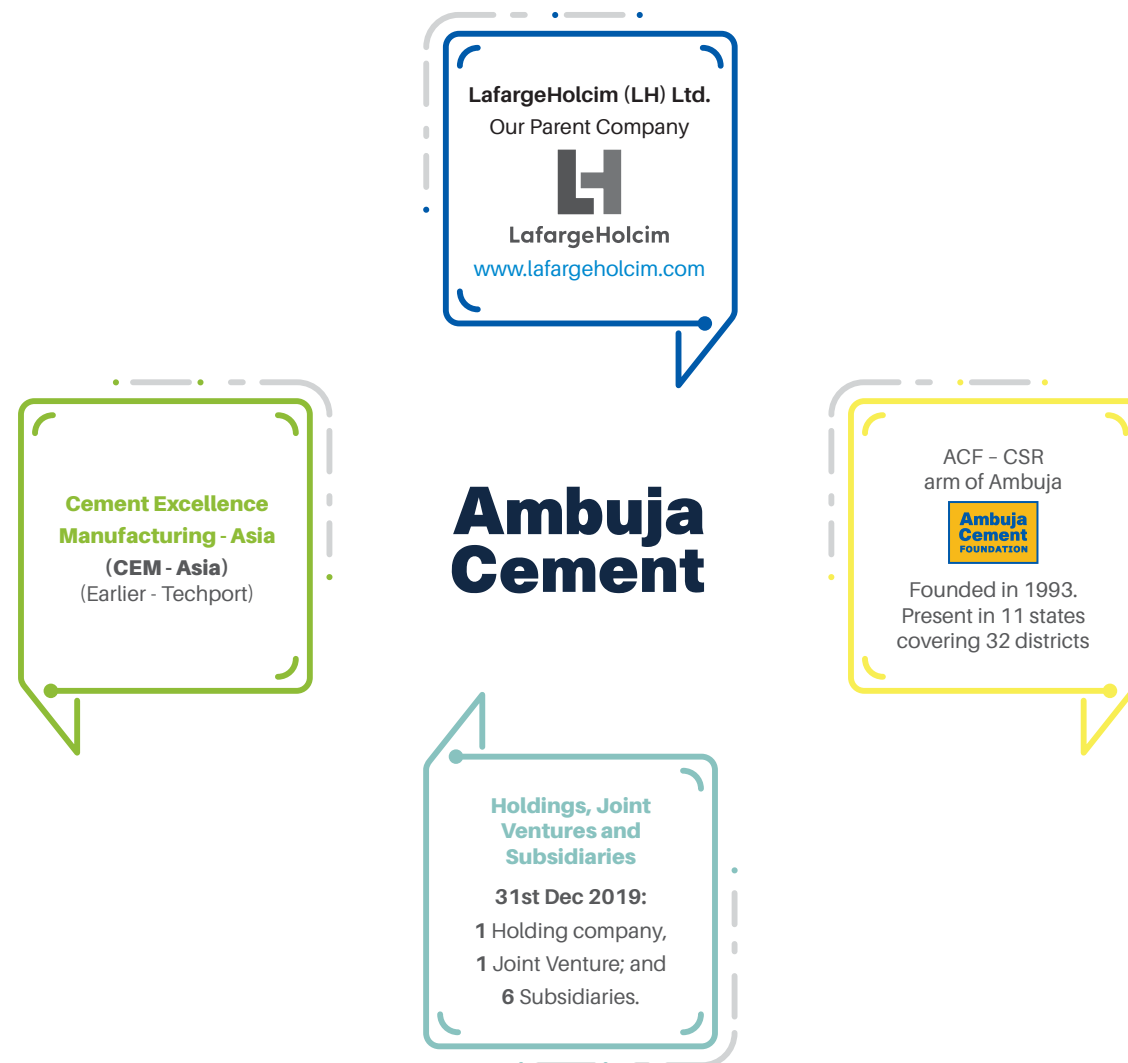 LafargeHolcim (LH) Ltd.
Our Parent Company
LH
LafargeHolcim
www.lafargeholcim.com
Cement Excellence
Manufacturing - Asia
(CEM - Asia)
(Earlier - Techport)
Ambuja
Cement
ACF – CSR
arm of Ambuja
Ambuja
Cement
FOUNDATION
Founded in 1993.
Present in 11 states
covering 32 districts
Holdings, Joint
Ventures and
Subsidiaries
31st Dec 2019:
1 Holding company,
1 Joint Venture; and
6 Subsidiaries.